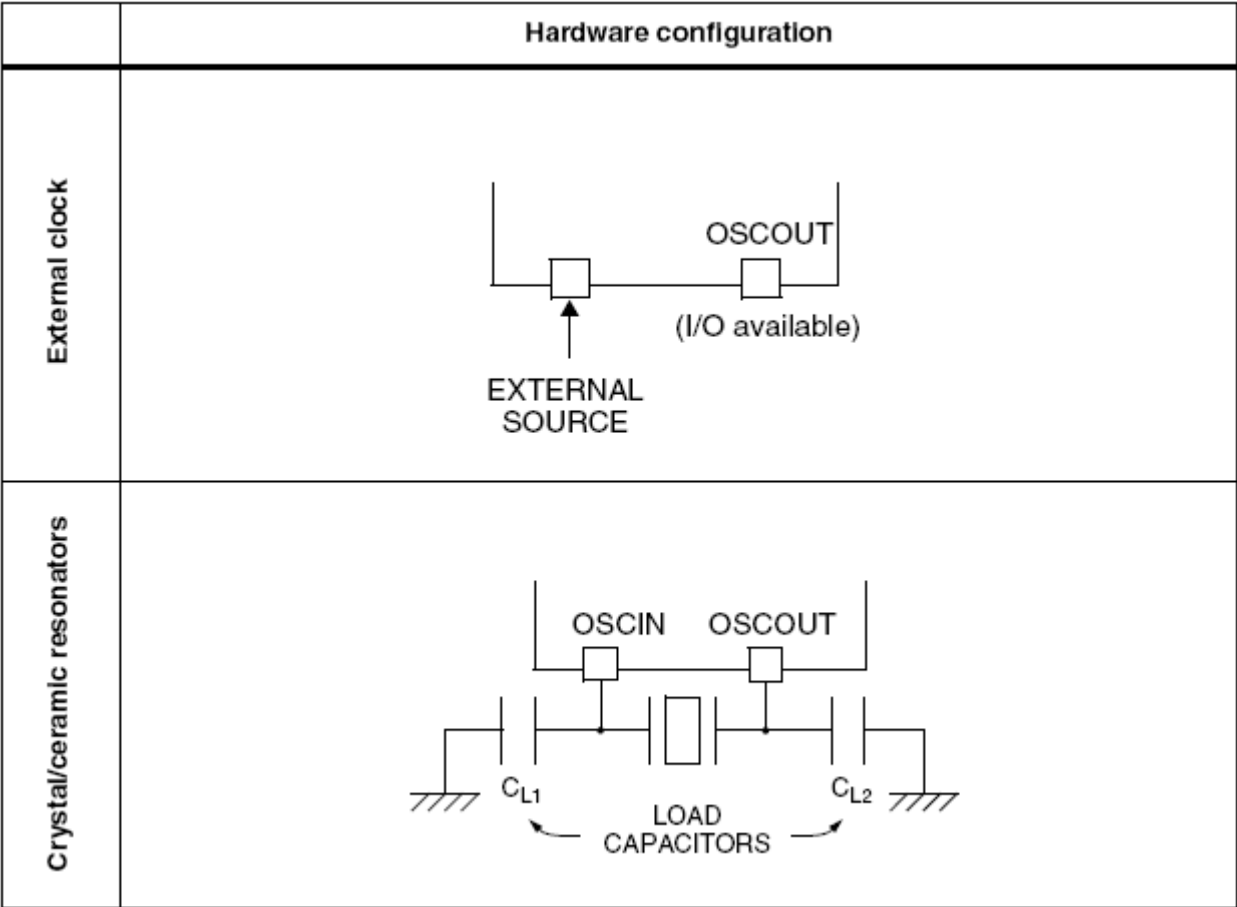 Hardware configuration
External clock
OSCOUT
(I/O available)
EXTERNAL
SOURCE
Crystal/ceramic resonators
OSCIN OSCOUT
CL1 CL2
LOAD
CAPACITORS